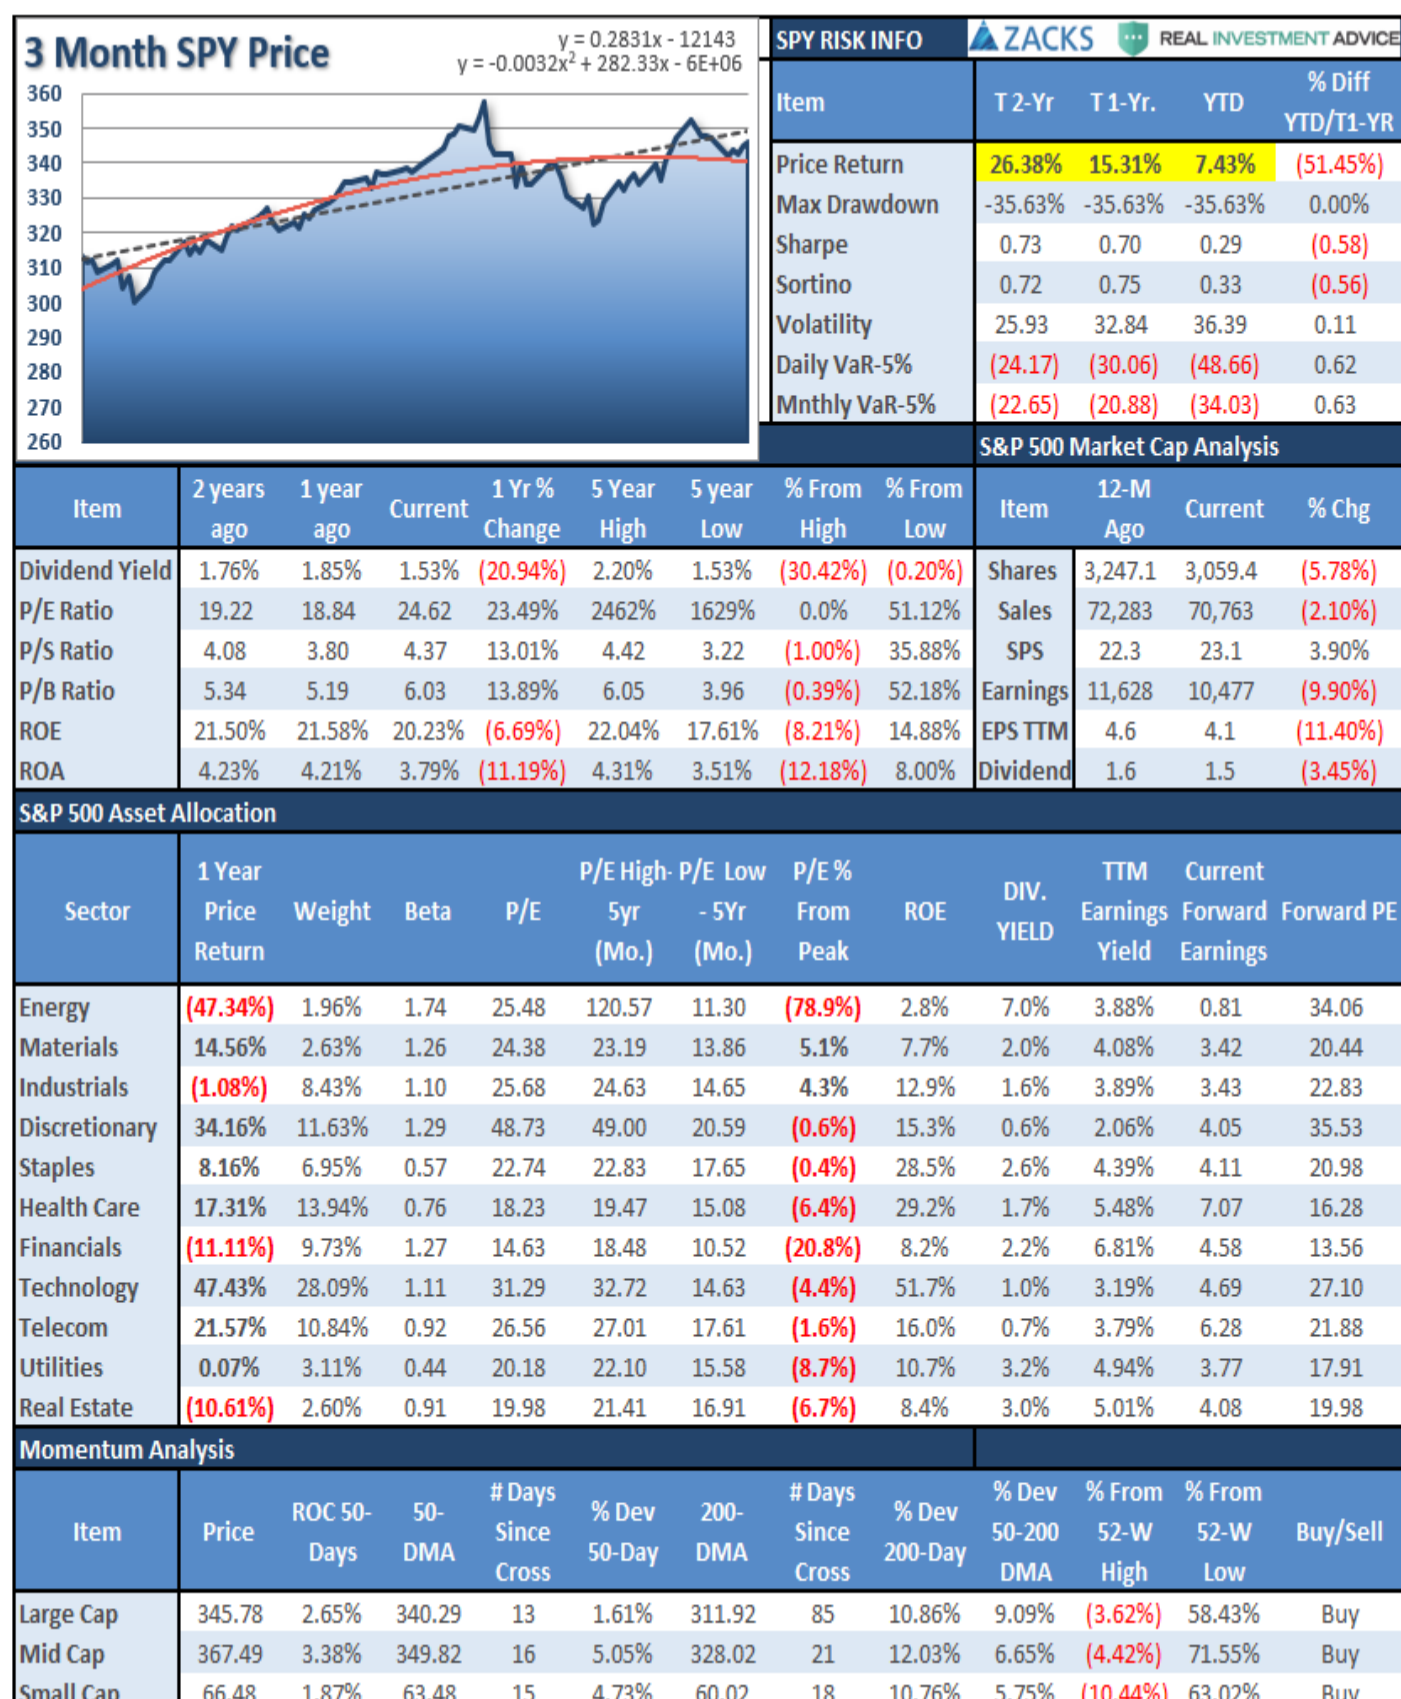 3 Month SPY Price
y = 0.2831x - 12143
y = -0.0032x² + 282.33x - 6E+06
360
350
340
330
320
310
300
290
280
270
260
SPY RISK INFO ZACKS REAL INVESTMENT ADVICE
Item T 2-Yr T 1-Yr. YTD % Diff YTD/T1-YR
Price Return 26.38% 15.31% 7.43% (51.45%)
Max Drawdown -35.63% -35.63% -35.63% 0.00%
Sharpe 0.73 0.70 0.29 (0.58)
Sortino 0.72 0.75 0.33 (0.56)
Volatility 25.93 32.84 36.39 0.11
Daily VaR-5% (24.17) (30.06) (48.66) 0.62
Mnthly VaR-5% (22.65) (20.88) (34.03) 0.63
S&P 500 Market Cap Analysis
Item 2 years ago 1 year ago Current 1 Yr % Change 5 Year High 5 year Low % From High % From Low Item 12-M Ago Current % Chg
Dividend Yield 1.76% 1.85% 1.53% (20.94%) 2.20% 1.53% (30.42%) (0.20%) Shares 3,247.1 3,059.4 (5.78%)
P/E Ratio 19.22 18.84 24.62 23.49% 2462% 1629% 0.0% 51.12% Sales 72,283 70,763 (2.10%)
P/S Ratio 4.08 3.80 4.37 13.01% 4.42 3.22 (1.00%) 35.88% SPS 22.3 23.1 3.90%
P/B Ratio 5.34 5.19 6.03 13.89% 6.05 3.96 (0.39%) 52.18% Earnings 11,628 10,477 (9.90%)
ROE 21.50% 21.58% 20.23% (6.69%) 22.04% 17.61% (8.21%) 14.88% EPS TTM 4.6 4.1 (11.40%)
ROA 4.23% 4.21% 3.79% (11.19%) 4.31% 3.51% (12.18%) 8.00% Dividend 1.6 1.5 (3.45%)
S&P 500 Asset Allocation
Sector 1 Year Price Return Weight Beta P/E P/E High- 5yr (Mo.) P/E Low - 5Yr (Mo.) P/E % From Peak ROE DIV. YIELD TTM Earnings Yield Current Forward Earnings Forward PE
Energy (47.34%) 1.96% 1.74 25.48 120.57 11.30 (78.9%) 2.8% 7.0% 3.88% 0.81 34.06
Materials 14.56% 2.63% 1.26 24.38 23.19 13.86 5.1% 7.7% 2.0% 4.08% 3.42 20.44
Industrials (1.08%) 8.43% 1.10 25.68 24.63 14.65 4.3% 12.9% 1.6% 3.89% 3.43 22.83
Discretionary 34.16% 11.63% 1.29 48.73 49.00 20.59 (0.6%) 15.3% 0.6% 2.06% 4.05 35.53
Staples 8.16% 6.95% 0.57 22.74 22.83 17.65 (0.4%) 28.5% 2.6% 4.39% 4.11 20.98
Health Care 17.31% 13.94% 0.76 18.23 19.47 15.08 (6.4%) 29.2% 1.7% 5.48% 7.07 16.28
Financials (11.11%) 9.73% 1.27 14.63 18.48 10.52 (20.8%) 8.2% 2.2% 6.81% 4.58 13.56
Technology 47.43% 28.09% 1.11 31.29 32.72 14.63 (4.4%) 51.7% 1.0% 3.19% 4.69 27.10
Telecom 21.57% 10.84% 0.92 26.56 27.01 17.61 (1.6%) 16.0% 0.7% 3.79% 6.28 21.88
Utilities 0.07% 3.11% 0.44 20.18 22.10 15.58 (8.7%) 10.7% 3.2% 4.94% 3.77 17.91
Real Estate (10.61%) 2.60% 0.91 19.98 21.41 16.91 (6.7%) 8.4% 3.0% 5.01% 4.08 19.98
Momentum Analysis
Item Price ROC 50-Days 50-DMA # Days Since Cross % Dev 50-Day 200-DMA # Days Since Cross % Dev 200-Day % Dev 50-200 DMA % From 52-W High % From 52-W Low Buy/Sell
Large Cap 345.78 2.65% 340.29 13 1.61% 311.92 85 10.86% 9.09% (3.62%) 58.43% Buy
Mid Cap 367.49 3.38% 349.82 16 5.05% 328.02 21 12.03% 6.65% (4.42%) 71.55% Buy
Small Cap 66.48 1.87% 63.48 15 4.73% 60.02 18 10.76% 5.75% (10.44%) 63.02% Buy